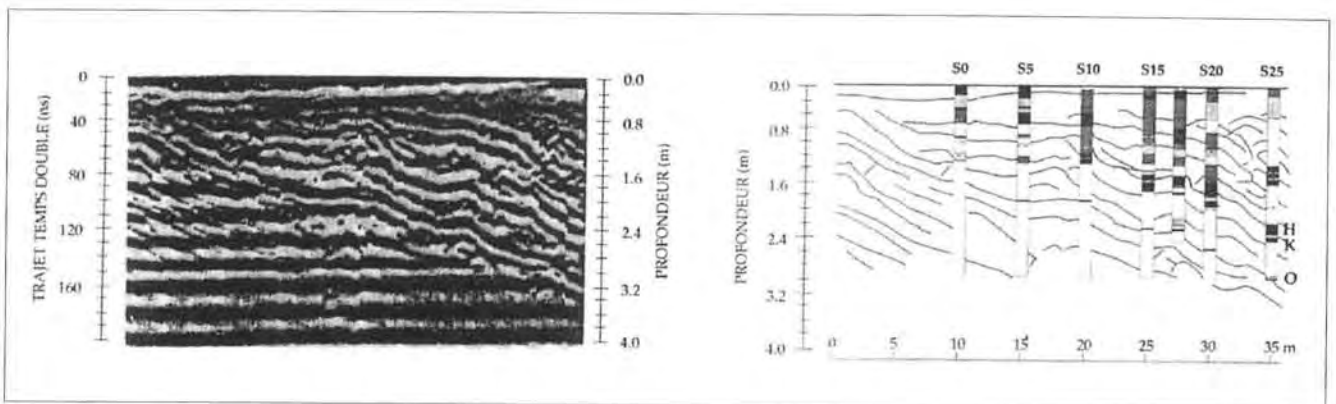 TRAJET TEMPS DOUBLE (ns)
0
40
80
120
160
0.0
0.8
1.6
2.4
3.2
4.0
PROFONDEUR (m)
PROFONDEUR (m)
0.0
0.8
1.6
2.4
3.2
4.0
S0 S5 S10 S15 S20 S25
H
K
O
0 5 10 15 20 25 30 35 m